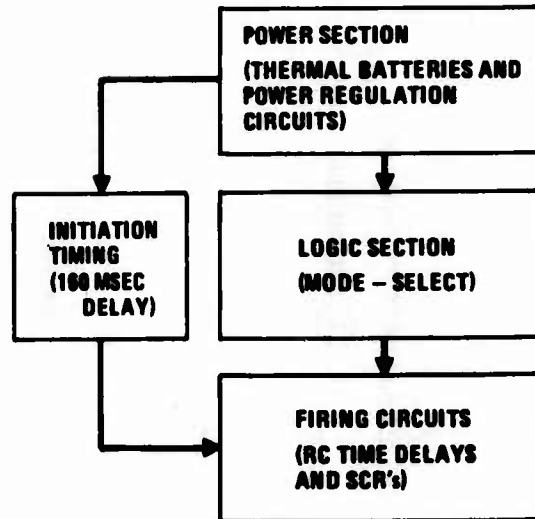 POWER SECTION
(THERMAL BATTERIES AND
POWER REGULATION
CIRCUITS)
INITIATION
TIMING
(160 MSEC
DELAY)
LOGIC SECTION
(MODE – SELECT)
FIRING CIRCUITS
(RC TIME DELAYS
AND SCR's)